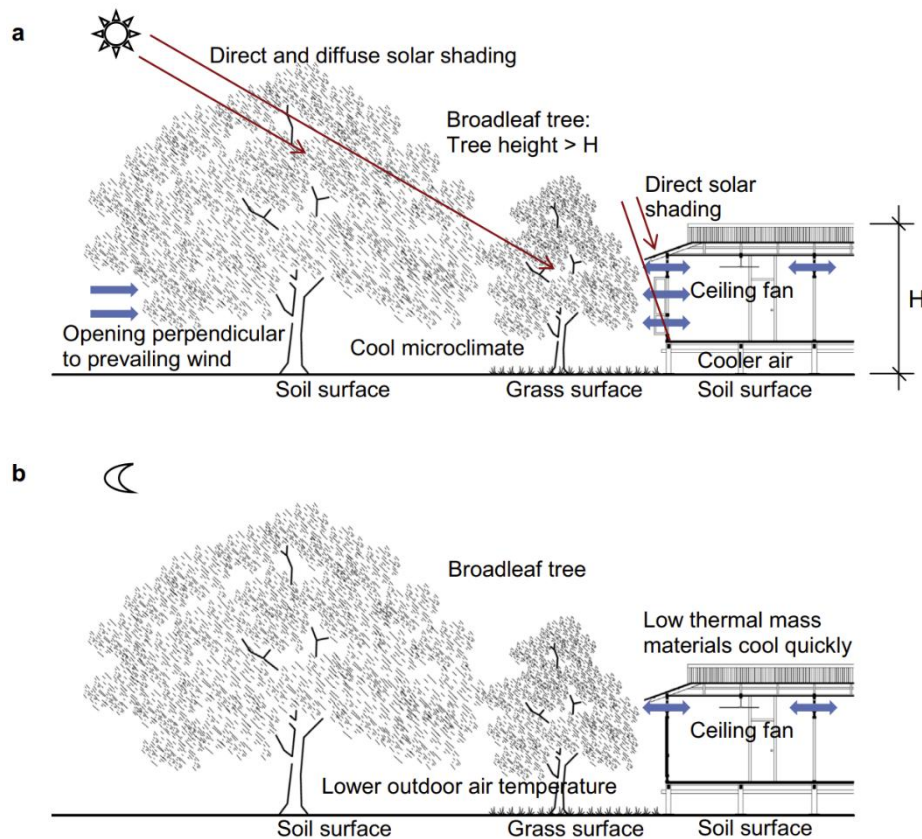 a
Direct and diffuse solar shading
Broadleaf tree:
Tree height > H
Direct solar
shading
Ceiling fan
H
Opening perpendicular
to prevailing wind
Cool microclimate
Cooler air
Soil surface
Grass surface
Soil surface
b
Broadleaf tree
Low thermal mass
materials cool quickly
Ceiling fan
Lower outdoor air temperature
Soil surface
Grass surface
Soil surface